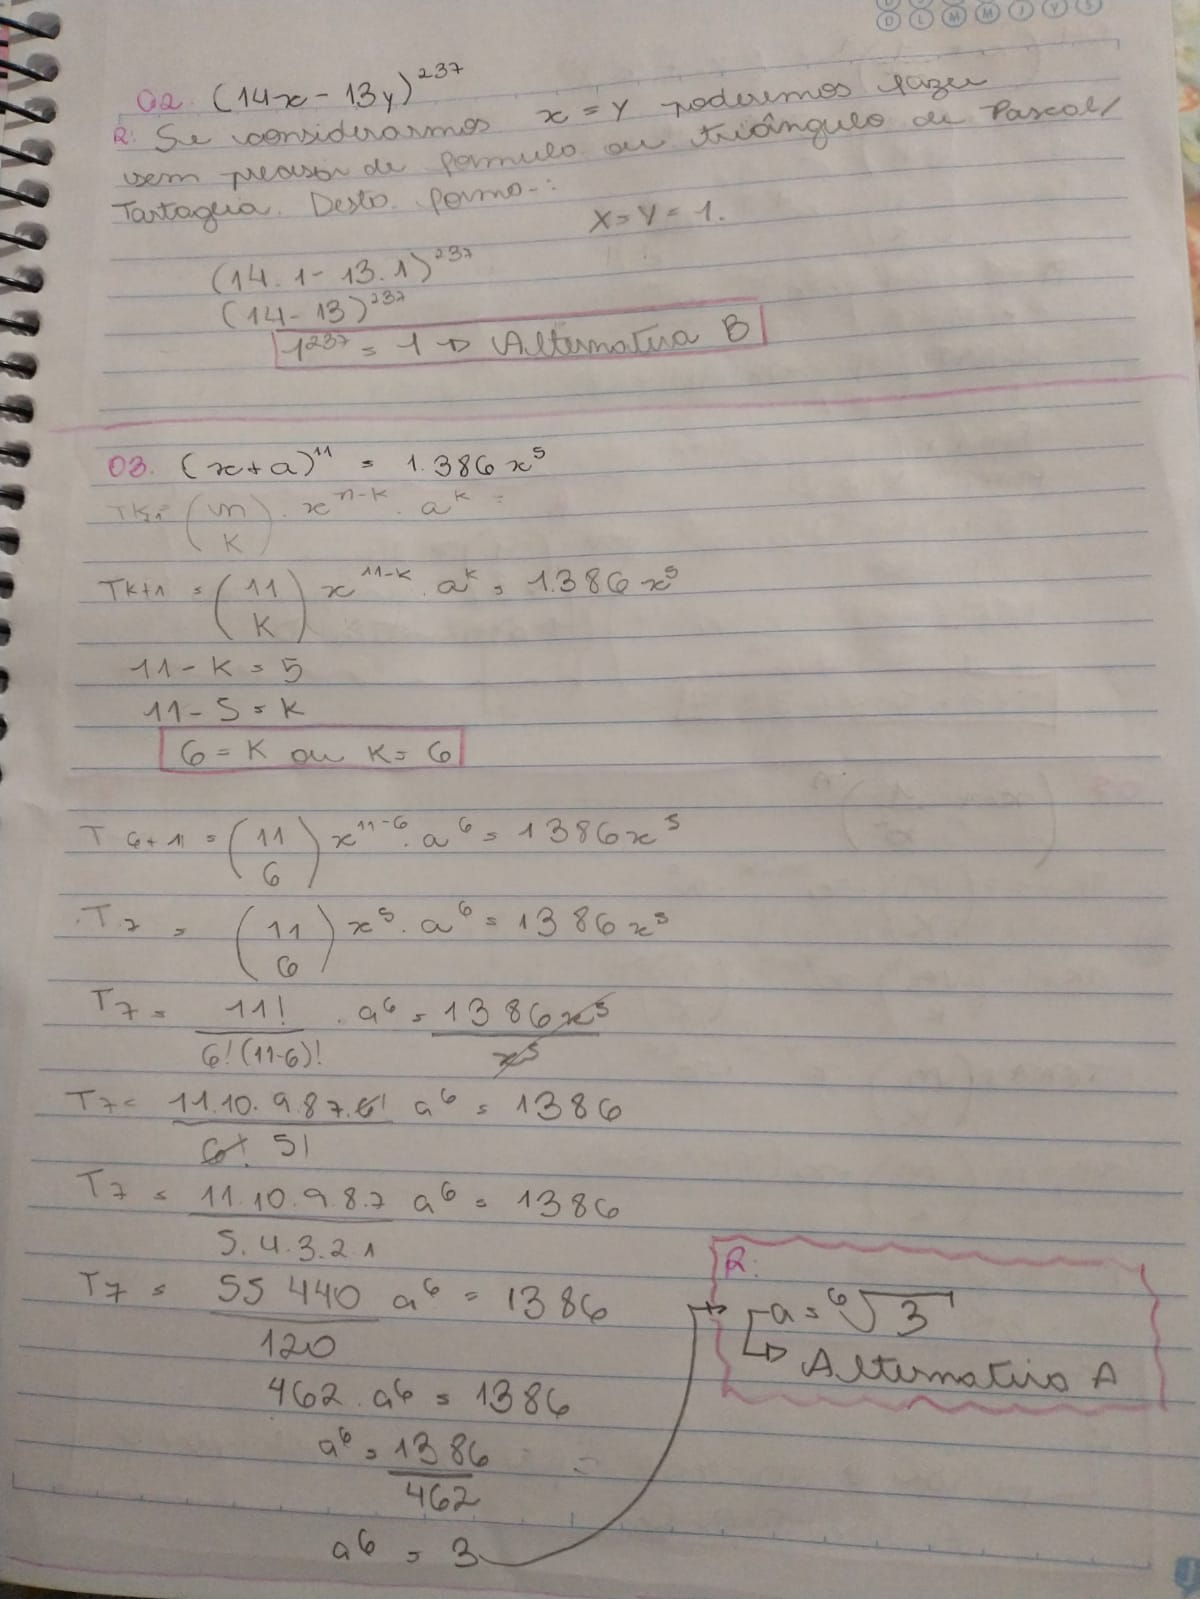 D L M M J V S
02. (14x - 13y)^237
R: Se considerarmos x = y poderemos fazer
sem precisar de fórmula ou triângulo de Pascal/
Tartaglia. Desta forma-:
X = Y = 1.
(14.1 - 13.1)^237
(14 - 13)^237
1^237 = 1 → Alternativa B
03. (x + a)^11 = 1.386 x^5
TK+1 = (n K) . x^n-K . a^K =
TK+1 = (11 K) x^11-K . a^K = 1.386 x^5
11 - K = 5
11 - 5 = K
6 = K ou K = 6
T 6+1 = (11 6) x^11-6 . a^6 = 1386 x^5
T7 = (11 6) x^5 . a^6 = 1386 x^5
T7 = 11! / 6!(11-6)! . a^6 = 1386 x^5 / x^5
T7 = 11.10.9.8.7.6! / 6! 5! a^6 = 1386
T7 = 11.10.9.8.7 / 5.4.3.2.1 a^6 = 1386
T7 = 55 440 / 120 a^6 = 1386
462 . a^6 = 1386
a^6 = 1386 / 462 =
a^6 = 3
R:
→ a = ⁶√3
↳ Alternativa A